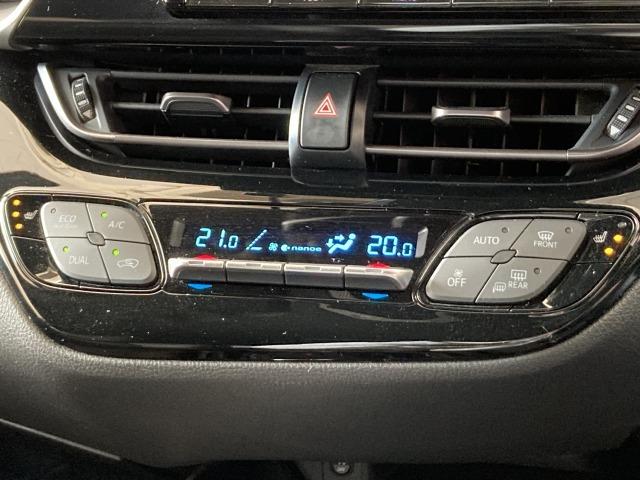 ECO
A/C
DUAL
21.0
nanoe
20.0
AUTO
FRONT
OFF
REAR